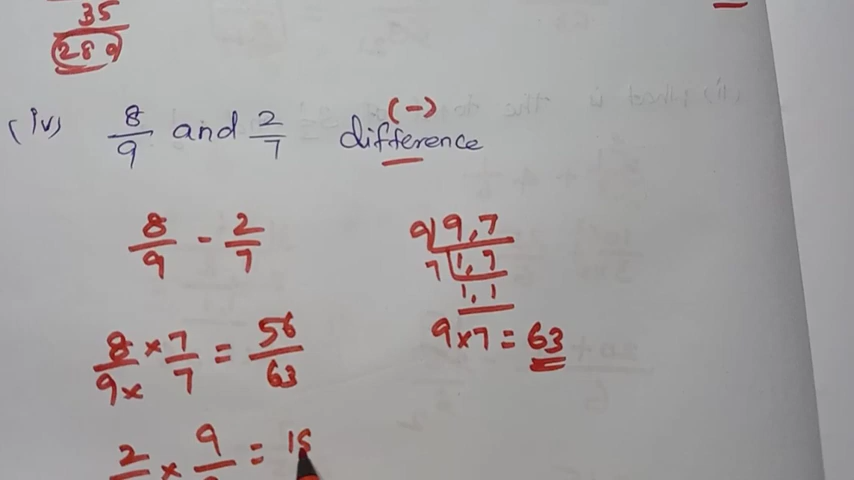 35
289
(iv) 8/9 and 2/7 difference (-)
8/9 - 2/7
9 | 9,7
7 | 1,7
1,1
9×7 = 63
8/9 × 7/7 = 56/63
2 × 9 = 18